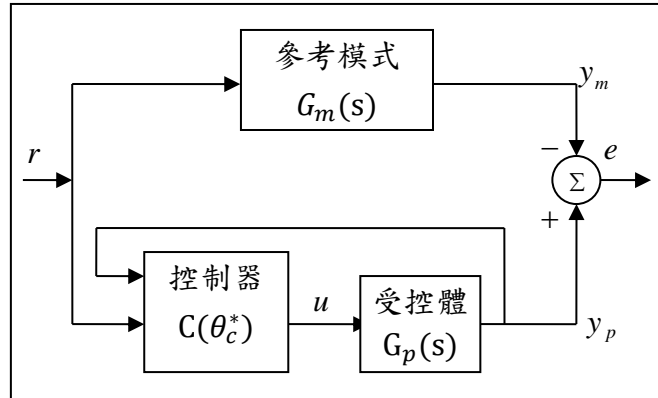 參考模式
G_m(s)
y_m
r
−
e
Σ
+
控制器
C(θ_c^*)
u
受控體
G_p(s)
y_p